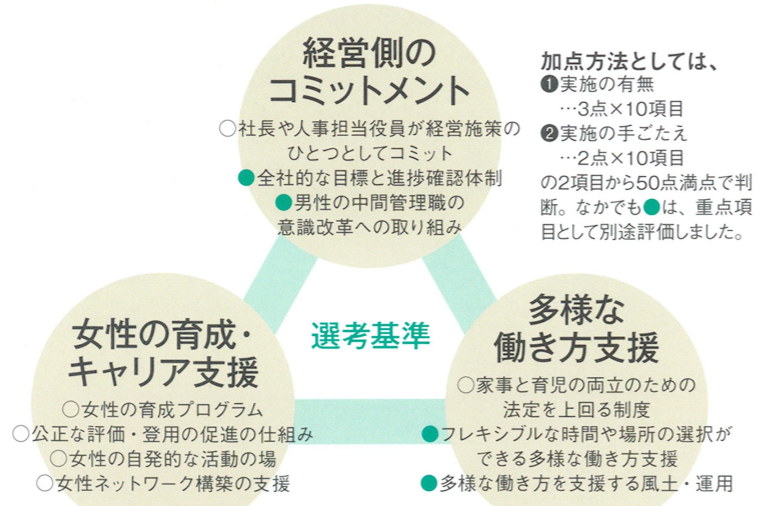 経営側の
コミットメント
○社長や人事担当役員が経営施策の
ひとつとしてコミット
●全社的な目標と進捗確認体制
●男性の中間管理職の
意識改革への取り組み
加点方法としては、
❶実施の有無
…3点×10項目
❷実施の手ごたえ
…2点×10項目
の2項目から50点満点で判
断。なかでも●は、重点項
目として別途評価しました。
選考基準
女性の育成・
キャリア支援
○女性の育成プログラム
○公正な評価・登用の促進の仕組み
○女性の自発的な活動の場
○女性ネットワーク構築の支援
多様な
働き方支援
○家事と育児の両立のための
法定を上回る制度
●フレキシブルな時間や場所の選択が
できる多様な働き方支援
●多様な働き方を支援する風土・運用